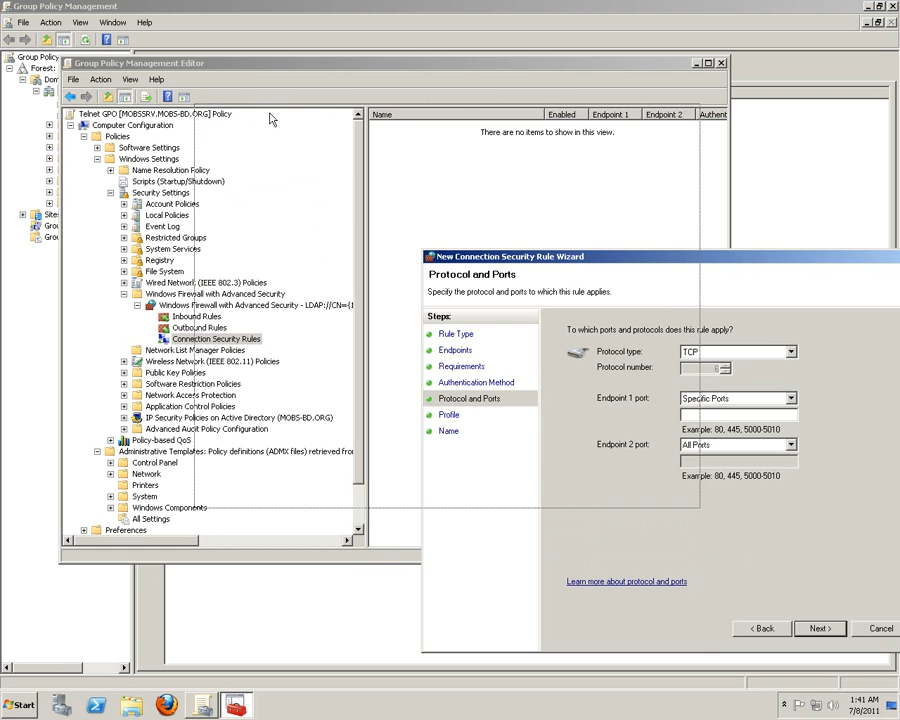 Group Policy Management
File Action View Window Help
Group Policy
Forest:
Dom
Site
Grou
Grou
Group Policy Management Editor
File Action View Help
Telnet GPO [MOBSSRV.MOBS-BD.ORG] Policy
Computer Configuration
Policies
Software Settings
Windows Settings
Name Resolution Policy
Scripts (Startup/Shutdown)
Security Settings
Account Policies
Local Policies
Event Log
Restricted Groups
System Services
Registry
File System
Wired Network (IEEE 802.3) Policies
Windows Firewall with Advanced Security
Windows Firewall with Advanced Security - LDAP://CN={1
Inbound Rules
Outbound Rules
Connection Security Rules
Network List Manager Policies
Wireless Network (IEEE 802.11) Policies
Public Key Policies
Software Restriction Policies
Network Access Protection
Application Control Policies
IP Security Policies on Active Directory (MOBS-BD.ORG)
Advanced Audit Policy Configuration
Policy-based QoS
Administrative Templates: Policy definitions (ADMX files) retrieved from
Control Panel
Network
Printers
System
Windows Components
All Settings
Preferences
Name Enabled Endpoint 1 Endpoint 2 Authent
There are no items to show in this view.
New Connection Security Rule Wizard
Protocol and Ports
Specify the protocol and ports to which this rule applies.
Steps:
Rule Type
Endpoints
Requirements
Authentication Method
Protocol and Ports
Profile
Name
To which ports and protocols does this rule apply?
Protocol type: TCP
Protocol number: 6
Endpoint 1 port: Specific Ports
Example: 80, 445, 5000-5010
Endpoint 2 port: All Ports
Example: 80, 445, 5000-5010
Learn more about protocol and ports
< Back Next > Cancel
Start
1:41 AM
7/8/2011